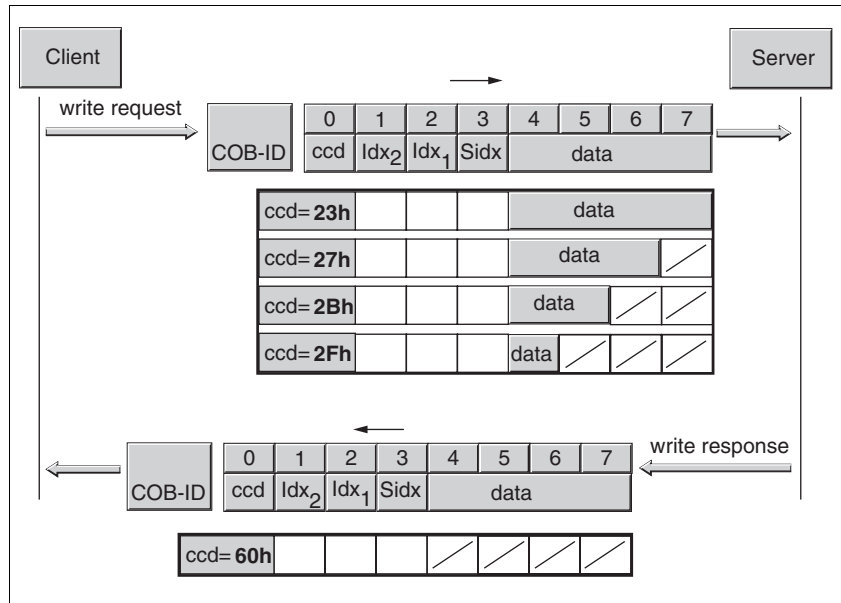 Client
Server
write request
COB-ID
0 1 2 3 4 5 6 7
ccd Idx2 Idx1 Sidx data
ccd= 23h data
ccd= 27h data
ccd= 2Bh data
ccd= 2Fh data
write response
COB-ID
0 1 2 3 4 5 6 7
ccd Idx2 Idx1 Sidx data
ccd= 60h